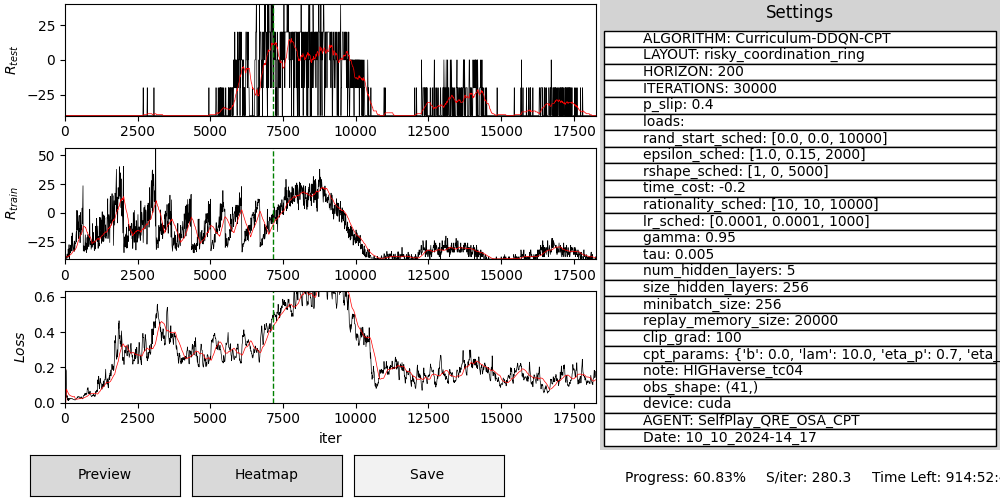 Settings
ALGORITHM: Curriculum-DDQN-CPT
LAYOUT: risky_coordination_ring
HORIZON: 200
ITERATIONS: 30000
p_slip: 0.4
loads:
rand_start_sched: [0.0, 0.0, 10000]
epsilon_sched: [1.0, 0.15, 2000]
rshape_sched: [1, 0, 5000]
time_cost: -0.2
rationality_sched: [10, 10, 10000]
lr_sched: [0.0001, 0.0001, 1000]
gamma: 0.95
tau: 0.005
num_hidden_layers: 5
size_hidden_layers: 256
minibatch_size: 256
replay_memory_size: 20000
clip_grad: 100
cpt_params: {'b': 0.0, 'lam': 10.0, 'eta_p': 0.7, 'eta_
note: HIGHaverse_tc04
obs_shape: (41,)
device: cuda
AGENT: SelfPlay_QRE_OSA_CPT
Date: 10_10_2024-14_17
R_test
25
0
−25
0 2500 5000 7500 10000 12500 15000 17500
R_train
50
25
0
−25
0 2500 5000 7500 10000 12500 15000 17500
Loss
0.6
0.4
0.2
0.0
0 2500 5000 7500 10000 12500 15000 17500
iter
Preview Heatmap Save
Progress: 60.83% S/iter: 280.3 Time Left: 914:52: